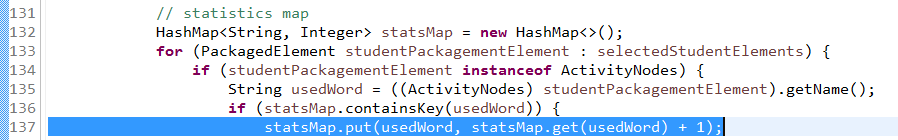 131 // statistics map
132 HashMap<String, Integer> statsMap = new HashMap<>();
133 for (PackagedElement studentPackagementElement : selectedStudentElements) {
134 if (studentPackagementElement instanceof ActivityNodes) {
135 String usedWord = ((ActivityNodes) studentPackagementElement).getName();
136 if (statsMap.containsKey(usedWord)) {
137 statsMap.put(usedWord, statsMap.get(usedWord) + 1);